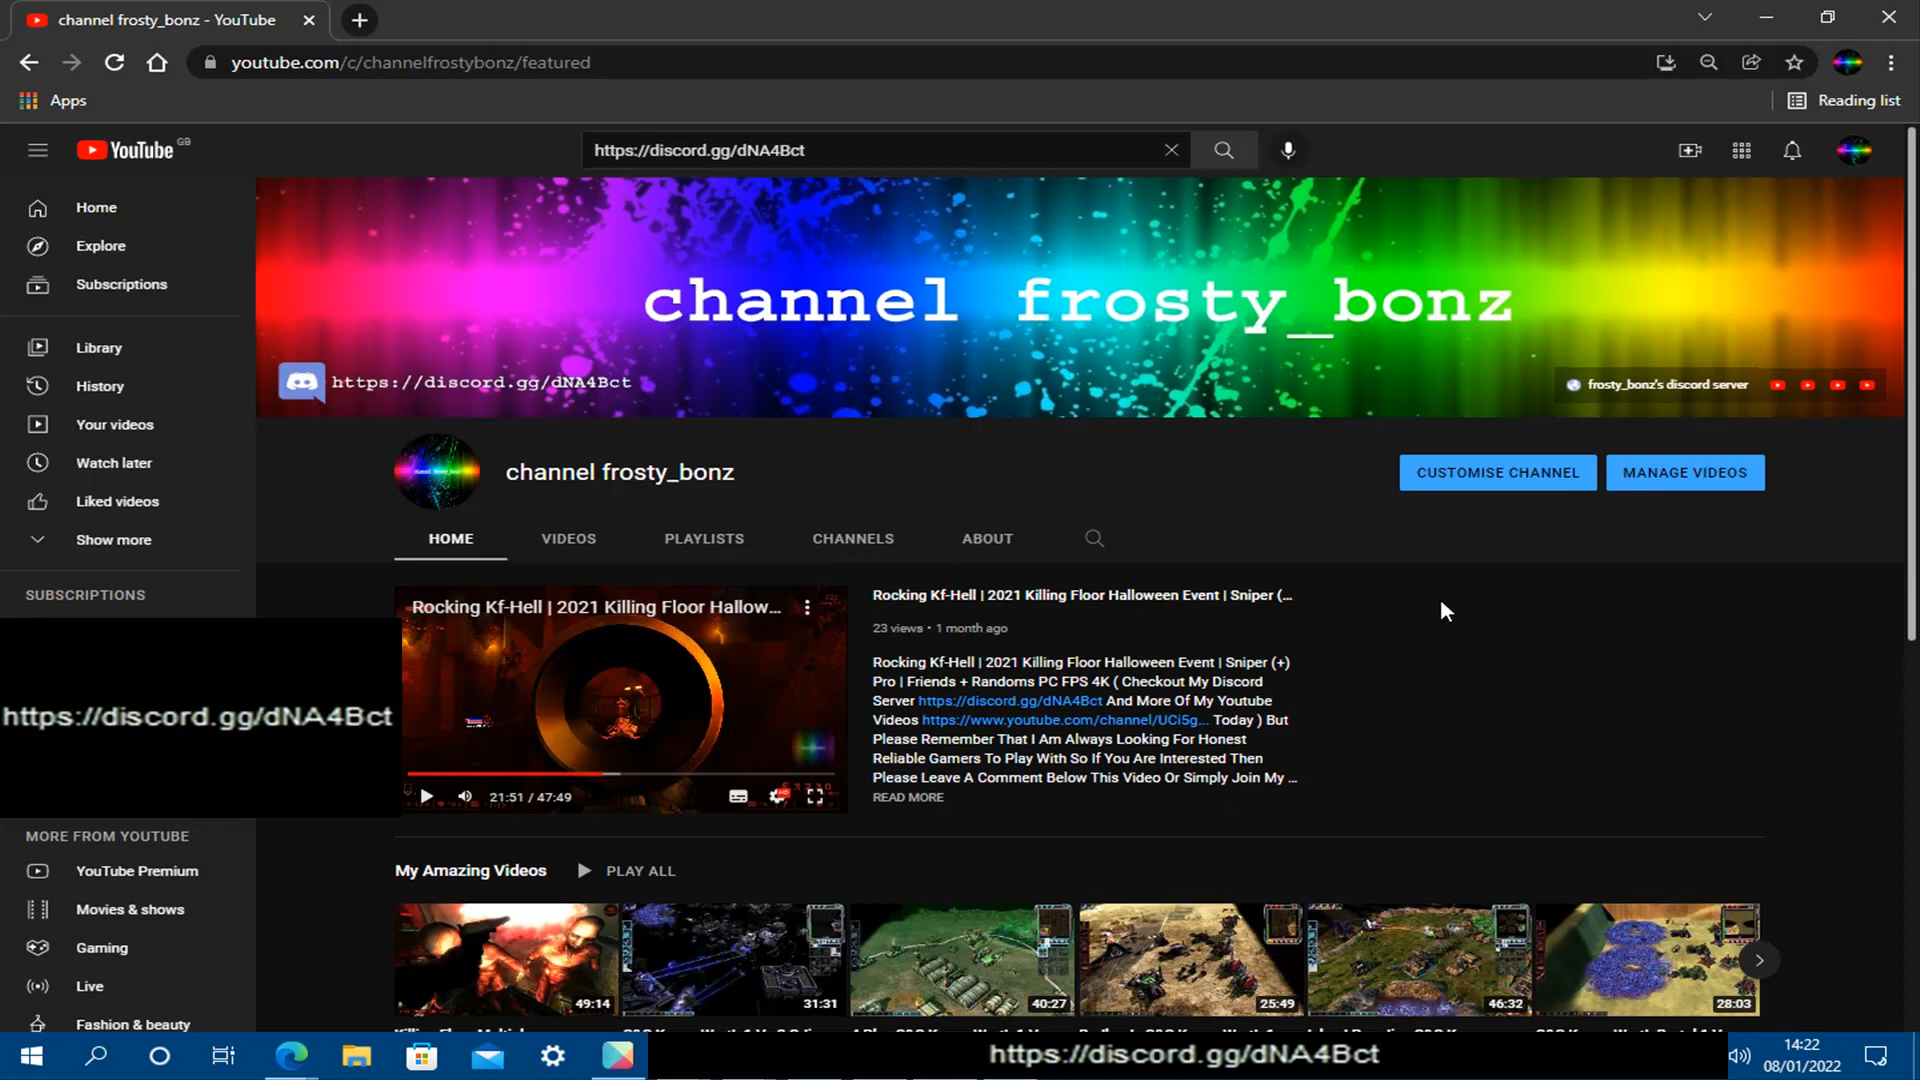 channel frosty_bonz - YouTube
youtube.com/c/channelfrostybonz/featured
Apps
Reading list
YouTube GB
https://discord.gg/dNA4Bct
Home
Explore
Subscriptions
Library
History
Your videos
Watch later
Liked videos
Show more
SUBSCRIPTIONS
https://discord.gg/dNA4Bct
MORE FROM YOUTUBE
YouTube Premium
Movies & shows
Gaming
Live
Fashion & beauty
channel frosty_bonz
https://discord.gg/dNA4Bct
frosty_bonz's discord server
channel frosty_bonz
CUSTOMISE CHANNEL
MANAGE VIDEOS
HOME
VIDEOS
PLAYLISTS
CHANNELS
ABOUT
Rocking Kf-Hell | 2021 Killing Floor Hallow...
21:51 / 47:49
HD
Rocking Kf-Hell | 2021 Killing Floor Halloween Event | Sniper (...
23 views • 1 month ago
Rocking Kf-Hell | 2021 Killing Floor Halloween Event | Sniper (+)
Pro | Friends + Randoms PC FPS 4K ( Checkout My Discord
Server https://discord.gg/dNA4Bct And More Of My Youtube
Videos https://www.youtube.com/channel/UCi5g... Today ) But
Please Remember That I Am Always Looking For Honest
Reliable Gamers To Play With So If You Are Interested Then
Please Leave A Comment Below This Video Or Simply Join My ...
READ MORE
My Amazing Videos
PLAY ALL
49:14
31:31
40:27
25:49
46:32
28:03
https://discord.gg/dNA4Bct
14:22
08/01/2022